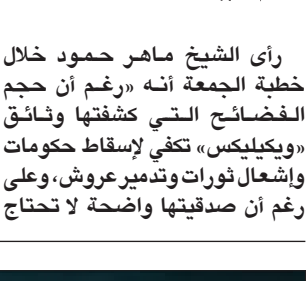 رأى الشيخ ماهر حمود خلال
خطبة الجمعة أنه «رغم أن حجم
الفضائح التي كشفتها وثائق
«ويكيليكس» تكفي لإسقاط حكومات
وإشعال ثورات وتدمير عروش، وعلى
رغم أن صدقيتها واضحة لا تحتاج